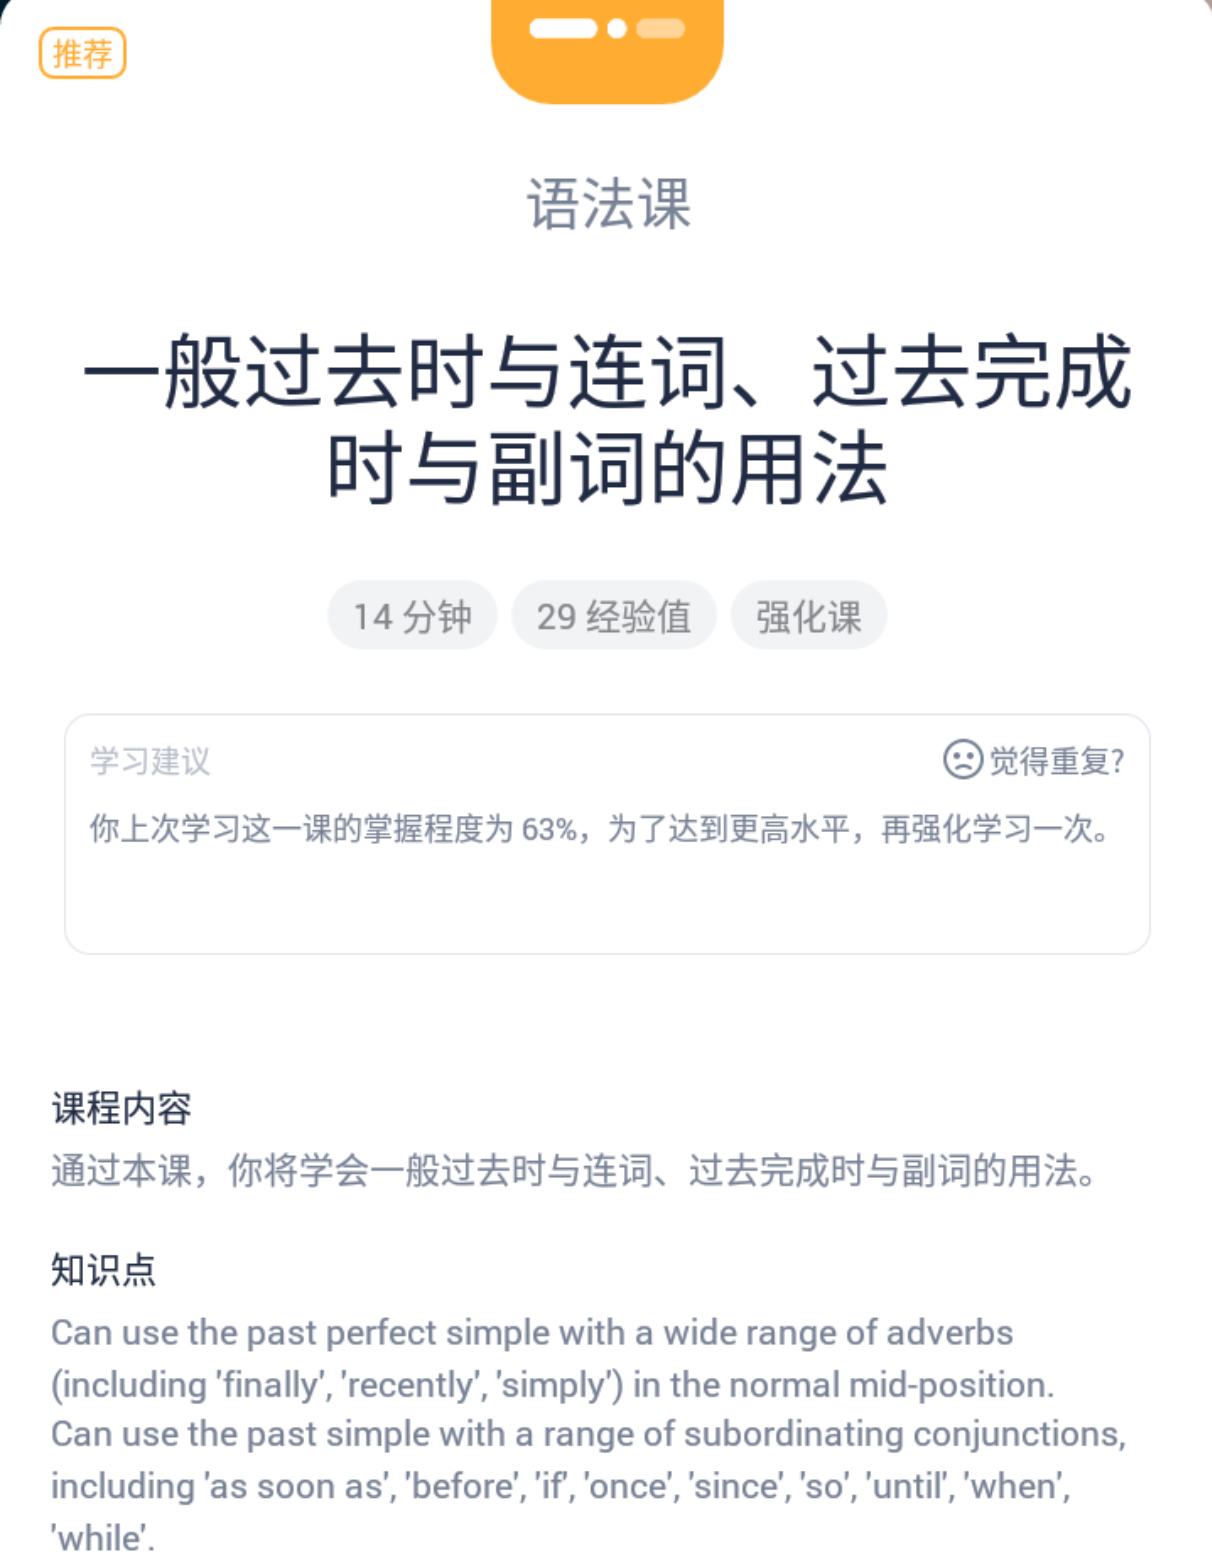 推荐
语法课
一般过去时与连词、过去完成
时与副词的用法
14 分钟
29 经验值
强化课
学习建议
觉得重复?
你上次学习这一课的掌握程度为 63%，为了达到更高水平，再强化学习一次。
课程内容
通过本课，你将学会一般过去时与连词、过去完成时与副词的用法。
知识点
Can use the past perfect simple with a wide range of adverbs
(including 'finally', 'recently', 'simply') in the normal mid-position.
Can use the past simple with a range of subordinating conjunctions,
including 'as soon as', 'before', 'if', 'once', 'since', 'so', 'until', 'when',
'while'.